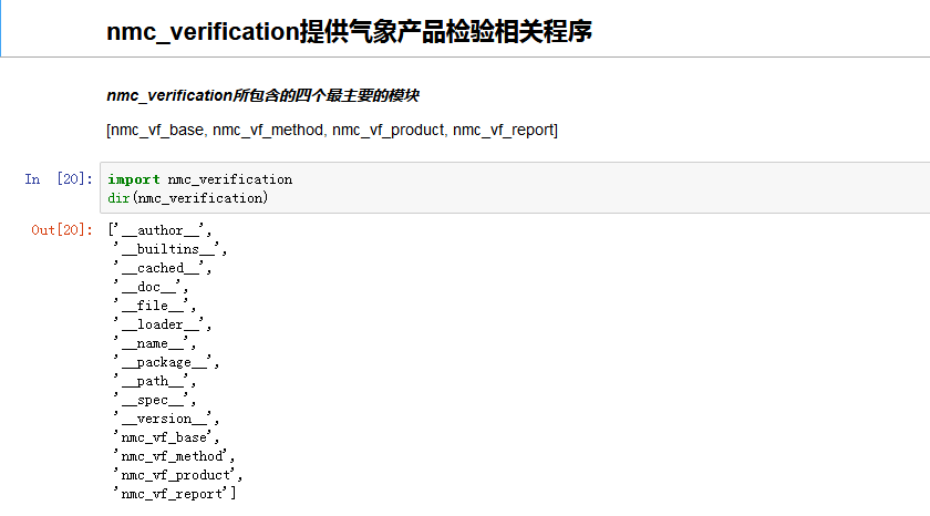 nmc_verification提供气象产品检验相关程序
nmc_verification所包含的四个最主要的模块
[nmc_vf_base, nmc_vf_method, nmc_vf_product, nmc_vf_report]
In [20]: import nmc_verification
dir(nmc_verification)
Out[20]: ['__author__',
'__builtins__',
'__cached__',
'__doc__',
'__file__',
'__loader__',
'__name__',
'__package__',
'__path__',
'__spec__',
'__version__',
'nmc_vf_base',
'nmc_vf_method',
'nmc_vf_product',
'nmc_vf_report']